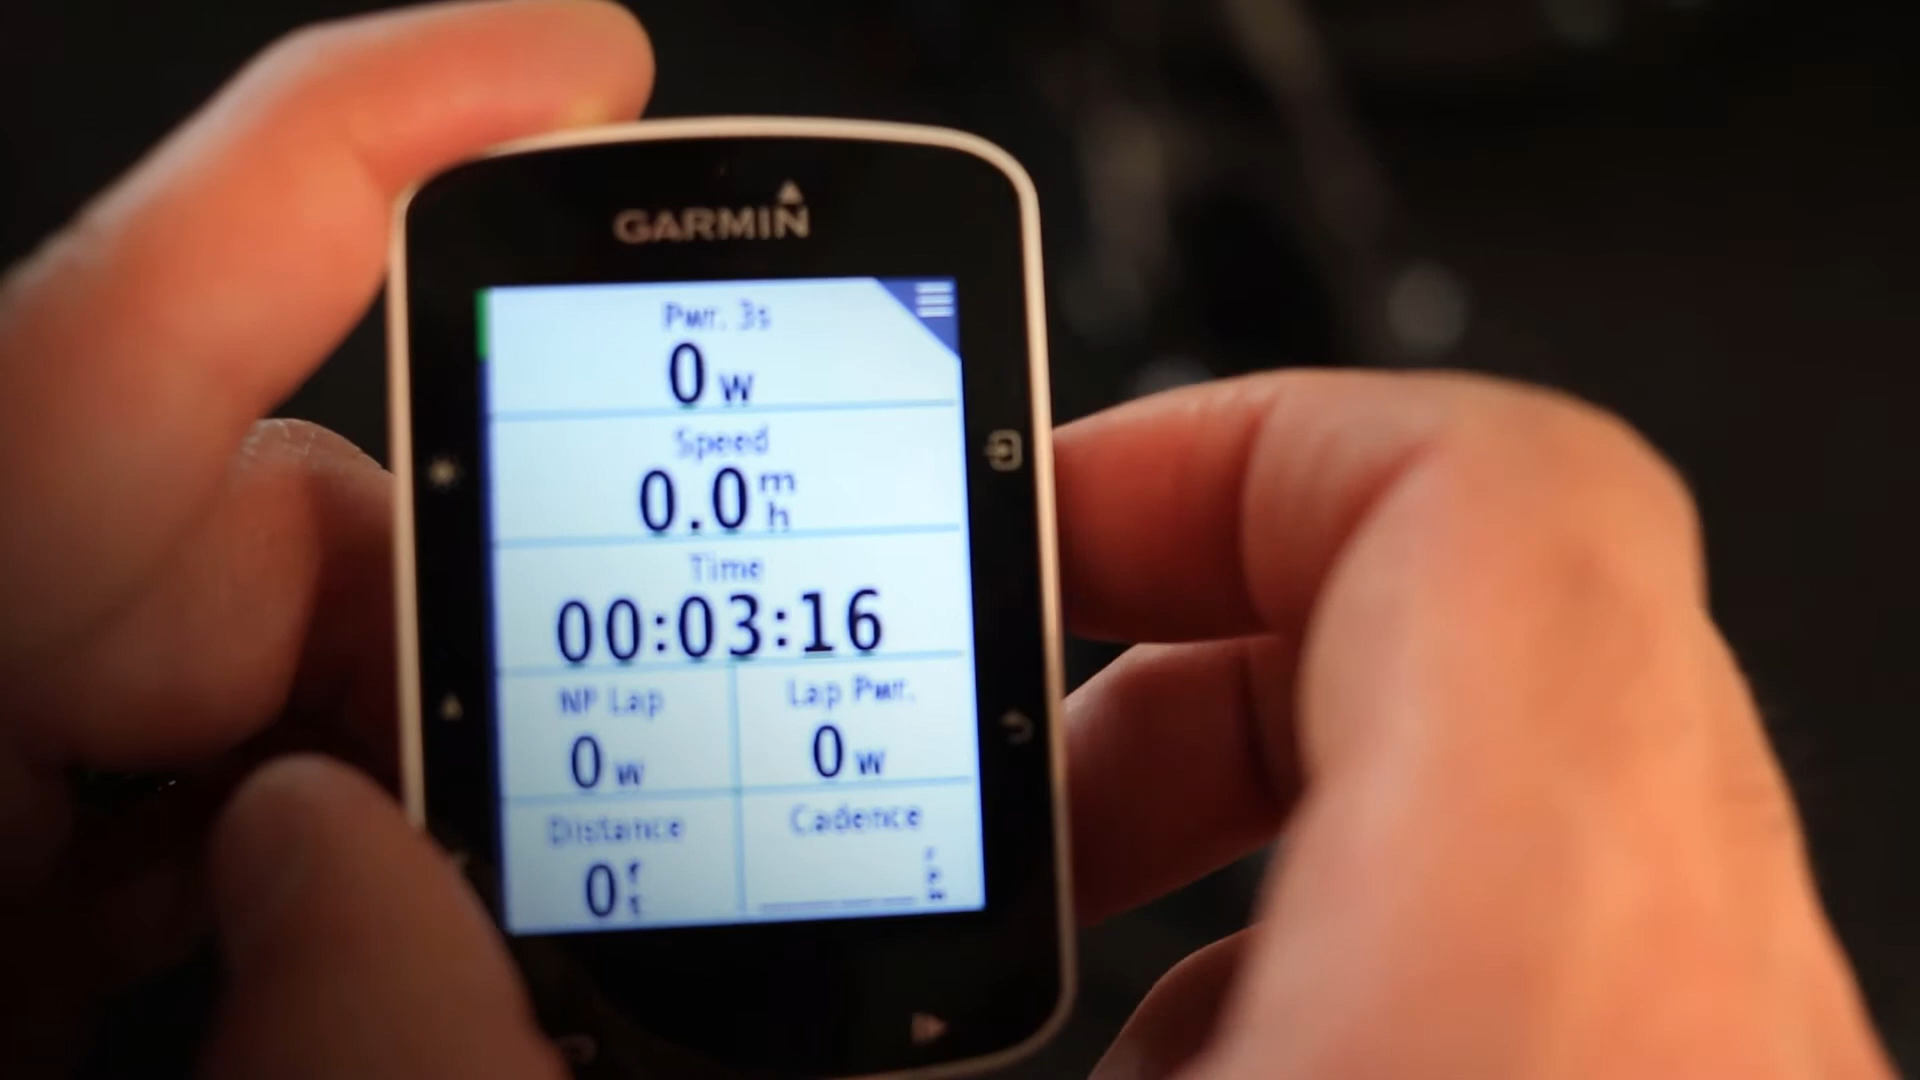 GARMIN
Pwr. 3s
0 w
Speed
0.0 m
h
Time
00:03:16
NP Lap
Lap Pwr.
0 w
0 w
Distance
Cadence
0 f
t
r
p
m